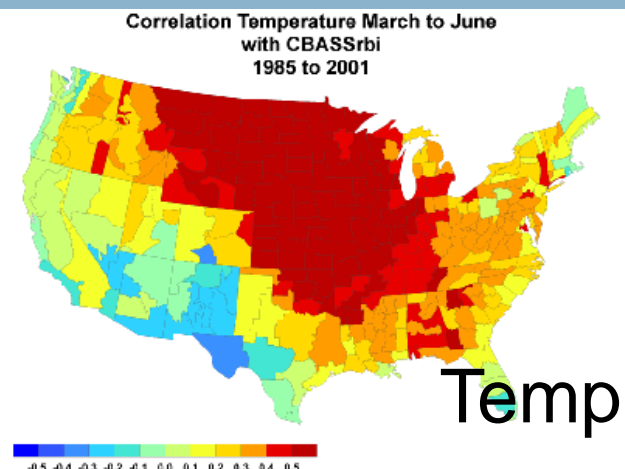 Correlation Temperature March to June
with CBASSrbi
1985 to 2001
Temp
-0.5 -0.4 -0.3 -0.2 -0.1 0.0 0.1 0.2 0.3 0.4 0.5